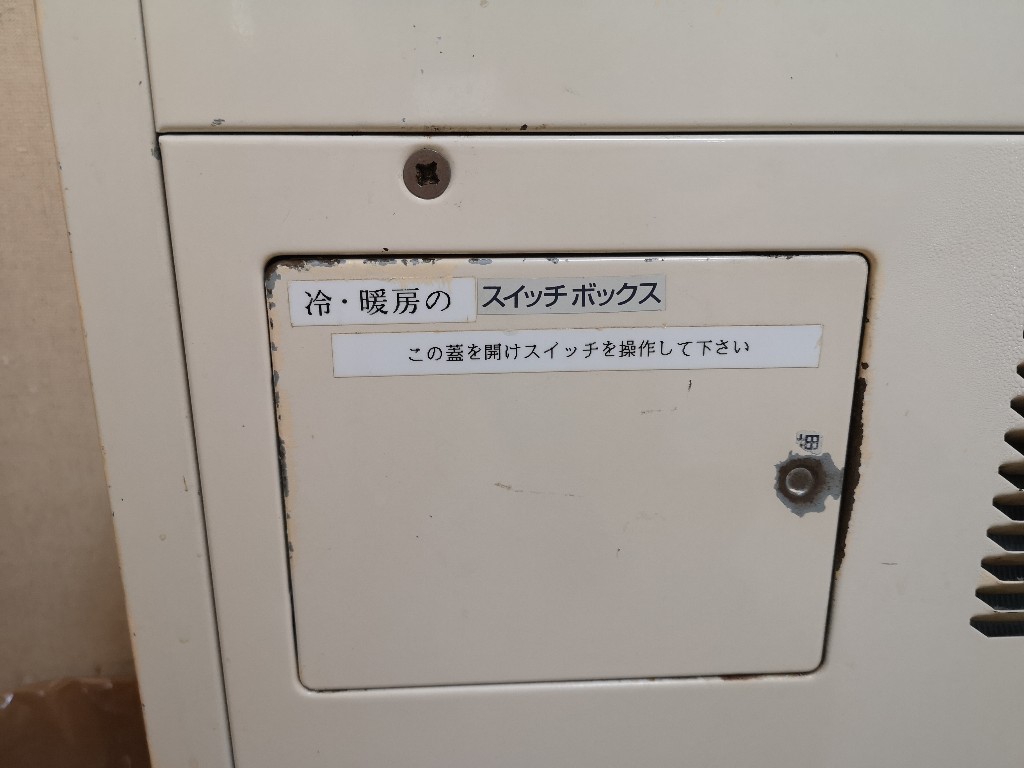 冷・暖房の スイッチボックス
この蓋を開けスイッチを操作して下さい